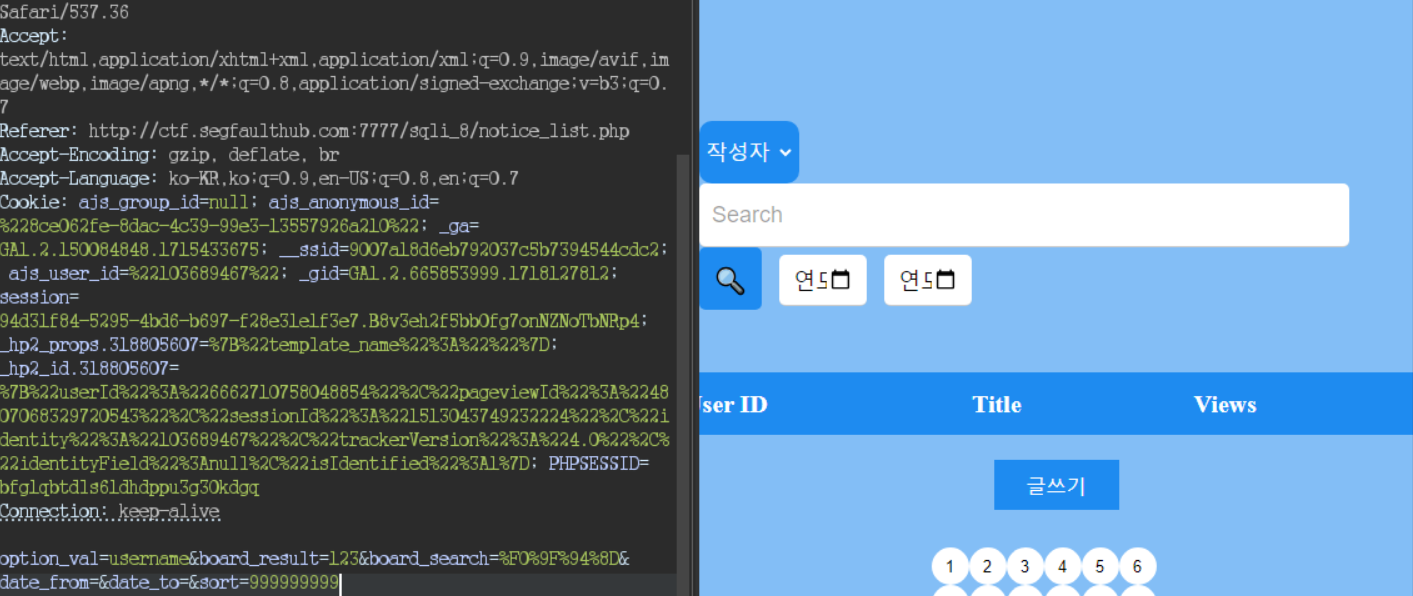 Safari/537.36
Accept:
text/html,application/xhtml+xml,application/xml;q=0.9,image/avif,im
age/webp,image/apng,*/*;q=0.8,application/signed-exchange;v=b3;q=0.
7
Referer: http://ctf.segfaulthub.com:7777/sqli_8/notice_list.php
Accept-Encoding: gzip, deflate, br
Accept-Language: ko-KR,ko;q=0.9,en-US;q=0.8,en;q=0.7
Cookie: ajs_group_id=null; ajs_anonymous_id=
%228ce062fe-8dac-4c39-99e3-13557926a210%22; _ga=
GA1.2.150084848.1715433675; __ssid=9007a18d6eb792037c5b7394544cdc2;
ajs_user_id=%22103689467%22; _gid=GA1.2.665853999.1718127812;
session=
94d31f84-5295-4bd6-b697-f28e31e1f3e7.B8v3eh2f5bb0fg7onNZNoTbNRp4;
_hp2_props.318805607=%7B%22template_name%22%3A%22%22%7D;
_hp2_id.318805607=
%7B%22userId%22%3A%226662710758048854%22%2C%22pageviewId%22%3A%2248
07068329720543%22%2C%22sessionId%22%3A%221513043749232224%22%2C%22i
dentity%22%3A%22103689467%22%2C%22trackerVersion%22%3A%224.0%22%2C%
22identityField%22%3Anull%2C%22isIdentified%22%3A1%7D; PHPSESSID=
bfglqbtdls6ldhdppu3g30kdgq
Connection: keep-alive
option_val=username&board_result=123&board_search=%F0%9F%94%8D&
date_from=&date_to=&sort=999999999
작성자
Search
연도 연도
User ID Title Views
글쓰기
1 2 3 4 5 6